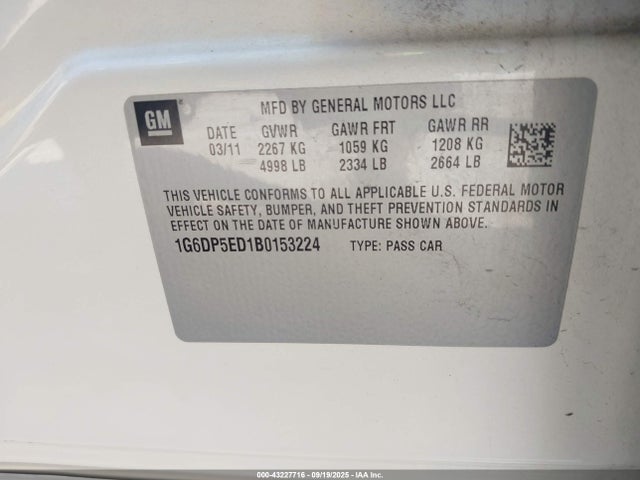 GM
MFD BY GENERAL MOTORS LLC
DATE GVWR GAWR FRT GAWR RR
03/11 2267 KG 1059 KG 1208 KG
4998 LB 2334 LB 2664 LB
THIS VEHICLE CONFORMS TO ALL APPLICABLE U.S. FEDERAL MOTOR
VEHICLE SAFETY, BUMPER, AND THEFT PREVENTION STANDARDS IN
EFFECT ON THE DATE OF MANUFACTURE SHOWN ABOVE.
1G6DP5ED1B0153224 TYPE: PASS CAR
000-43227716 - 09/19/2025 - IAA Inc.